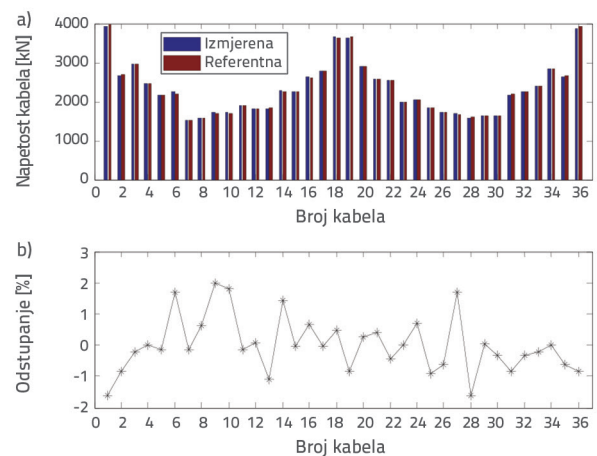 a)
Napetost kabela [kN]
4000
3000
2000
1000
0
Izmjerena
Referentna
0 2 4 6 8 10 12 14 16 18 20 22 24 26 28 30 32 34 36
Broj kabela
b)
Odstupanje [%]
3
2
1
0
-1
-2
0 2 4 6 8 10 12 14 16 18 20 22 24 26 28 30 32 34 36
Broj kabela